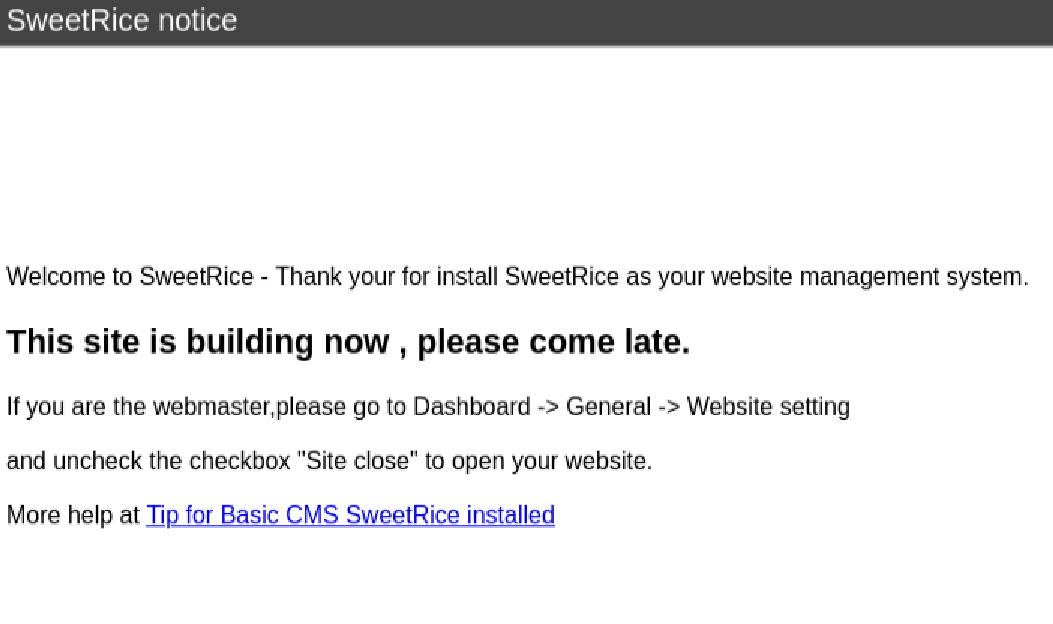 SweetRice notice
Welcome to SweetRice - Thank your for install SweetRice as your website management system.
This site is building now , please come late.
If you are the webmaster,please go to Dashboard -> General -> Website setting
and uncheck the checkbox "Site close" to open your website.
More help at Tip for Basic CMS SweetRice installed